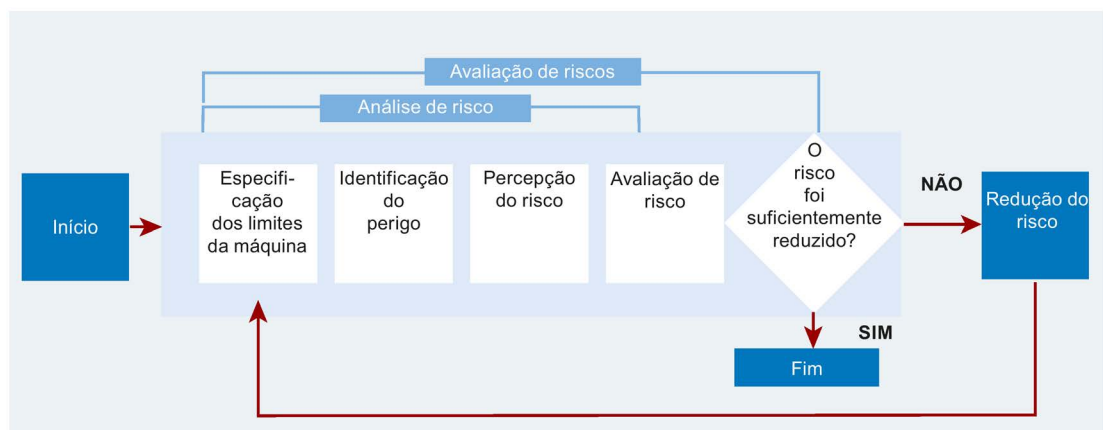 Avaliação de riscos
Análise de risco
Início
Especifi-
cação
dos limites
da máquina
Identificação
do
perigo
Percepção
do risco
Avaliação de
risco
O
risco
foi
suficientemente
reduzido?
NÃO
Redução do
risco
SIM
Fim